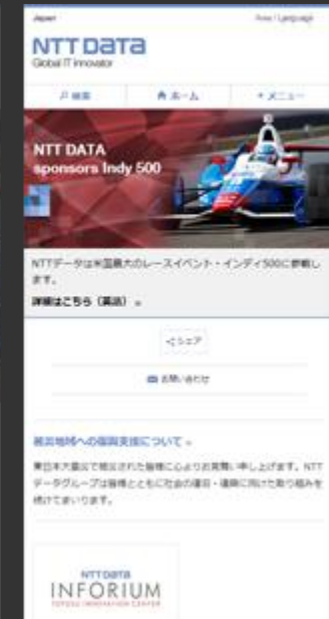 Japan
Area / Language
NTT DATA
Global IT Innovator
検索
ホーム
メニュー
NTT DATA
sponsors Indy 500
NTTデータは米国最大のレースイベント・インディ500に参戦し
ます。
詳細はこちら（英語）
シェア
お問い合わせ
被災地域への復興支援について
東日本大震災で被災された皆様に心よりお見舞い申し上げます。NTT
データグループは皆様とともに社会の復旧・復興に向けた取り組みを
続けてまいります。
NTT DATA
INFORIUM
TOYOSU INNOVATION CENTER